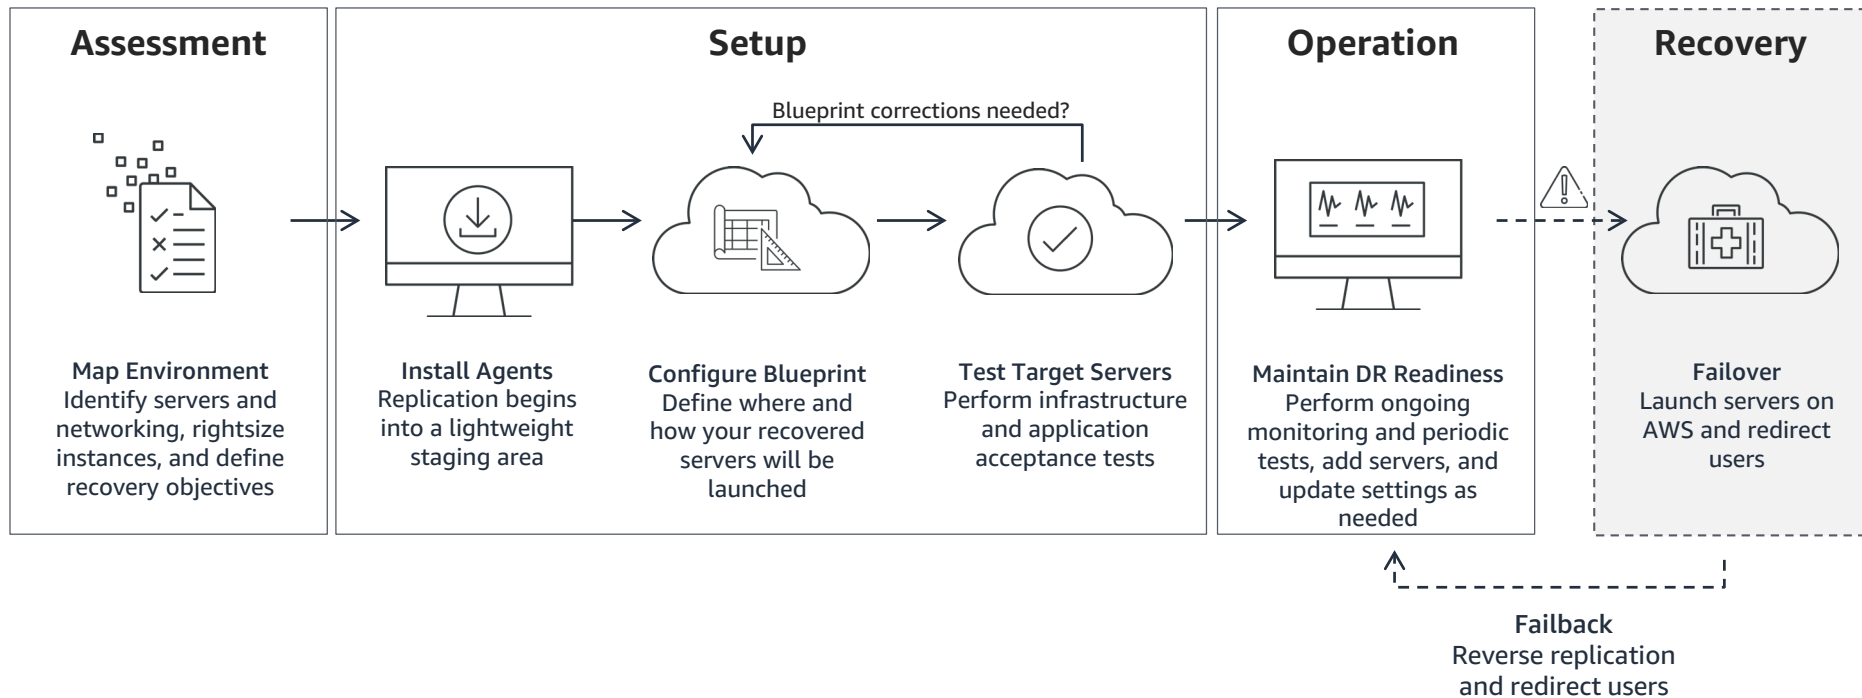 Assessment
Setup
Operation
Recovery
Blueprint corrections needed?
Map Environment
Identify servers and
networking, rightsize
instances, and define
recovery objectives
Install Agents
Replication begins
into a lightweight
staging area
Configure Blueprint
Define where and
how your recovered
servers will be
launched
Test Target Servers
Perform infrastructure
and application
acceptance tests
Maintain DR Readiness
Perform ongoing
monitoring and periodic
tests, add servers, and
update settings as
needed
Failover
Launch servers on
AWS and redirect
users
Failback
Reverse replication
and redirect users